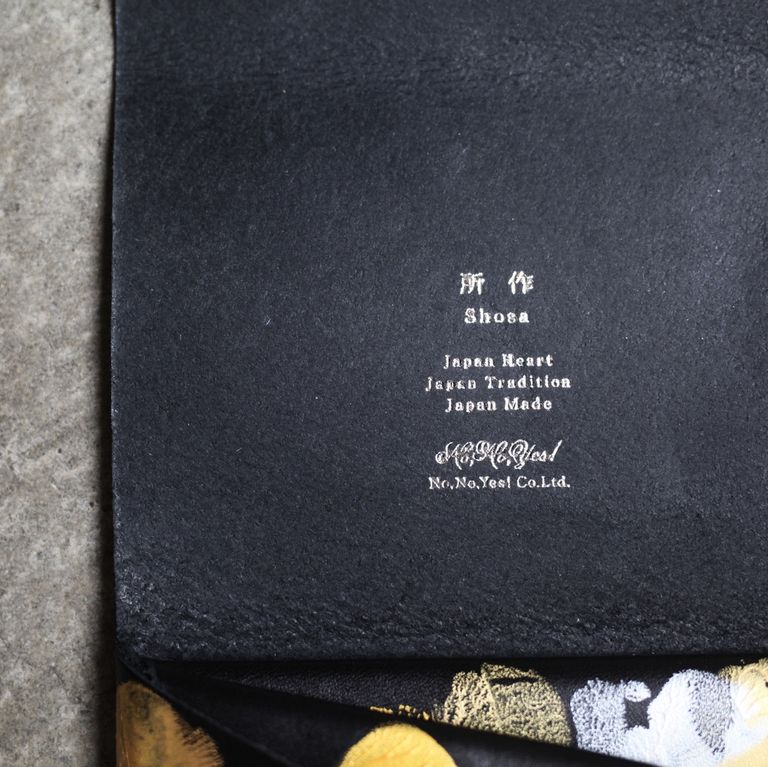 所作
Shosa
Japan Heart
Japan Tradition
Japan Made
No,No,Yes!
No,No,Yes! Co.Ltd.